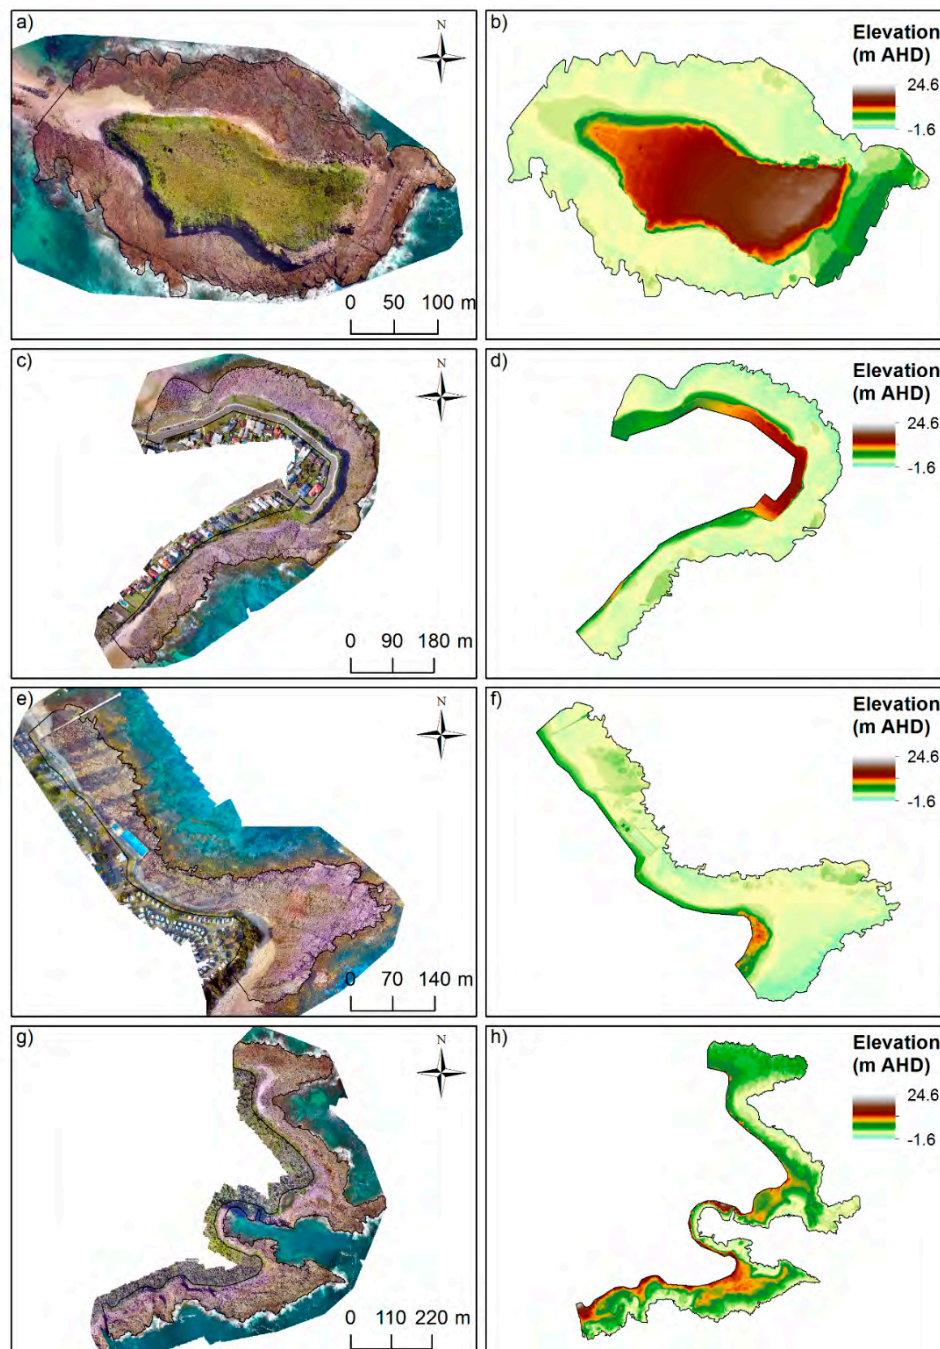 a)
N
0 50 100 m
b)
Elevation
(m AHD)
24.6
-1.6
c)
N
0 90 180 m
d)
Elevation
(m AHD)
24.6
-1.6
e)
N
0 70 140 m
f)
Elevation
(m AHD)
24.6
-1.6
g)
N
0 110 220 m
h)
Elevation
(m AHD)
24.6
-1.6